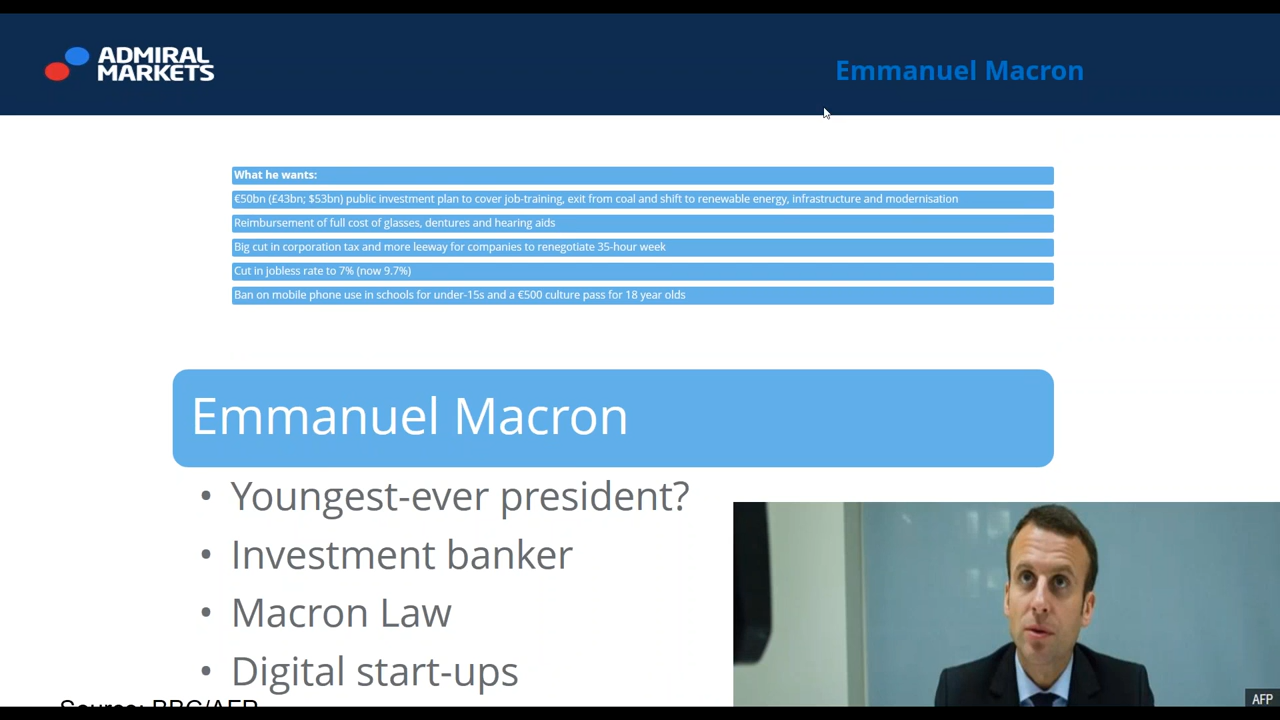 ADMIRAL
MARKETS
Emmanuel Macron
What he wants:
€50bn (£43bn; $53bn) public investment plan to cover job-training, exit from coal and shift to renewable energy, infrastructure and modernisation
Reimbursement of full cost of glasses, dentures and hearing aids
Big cut in corporation tax and more leeway for companies to renegotiate 35-hour week
Cut in jobless rate to 7% (now 9.7%)
Ban on mobile phone use in schools for under-15s and a €500 culture pass for 18 year olds
Emmanuel Macron
• Youngest-ever president?
• Investment banker
• Macron Law
• Digital start-ups
Source: BBC/AFP
AFP